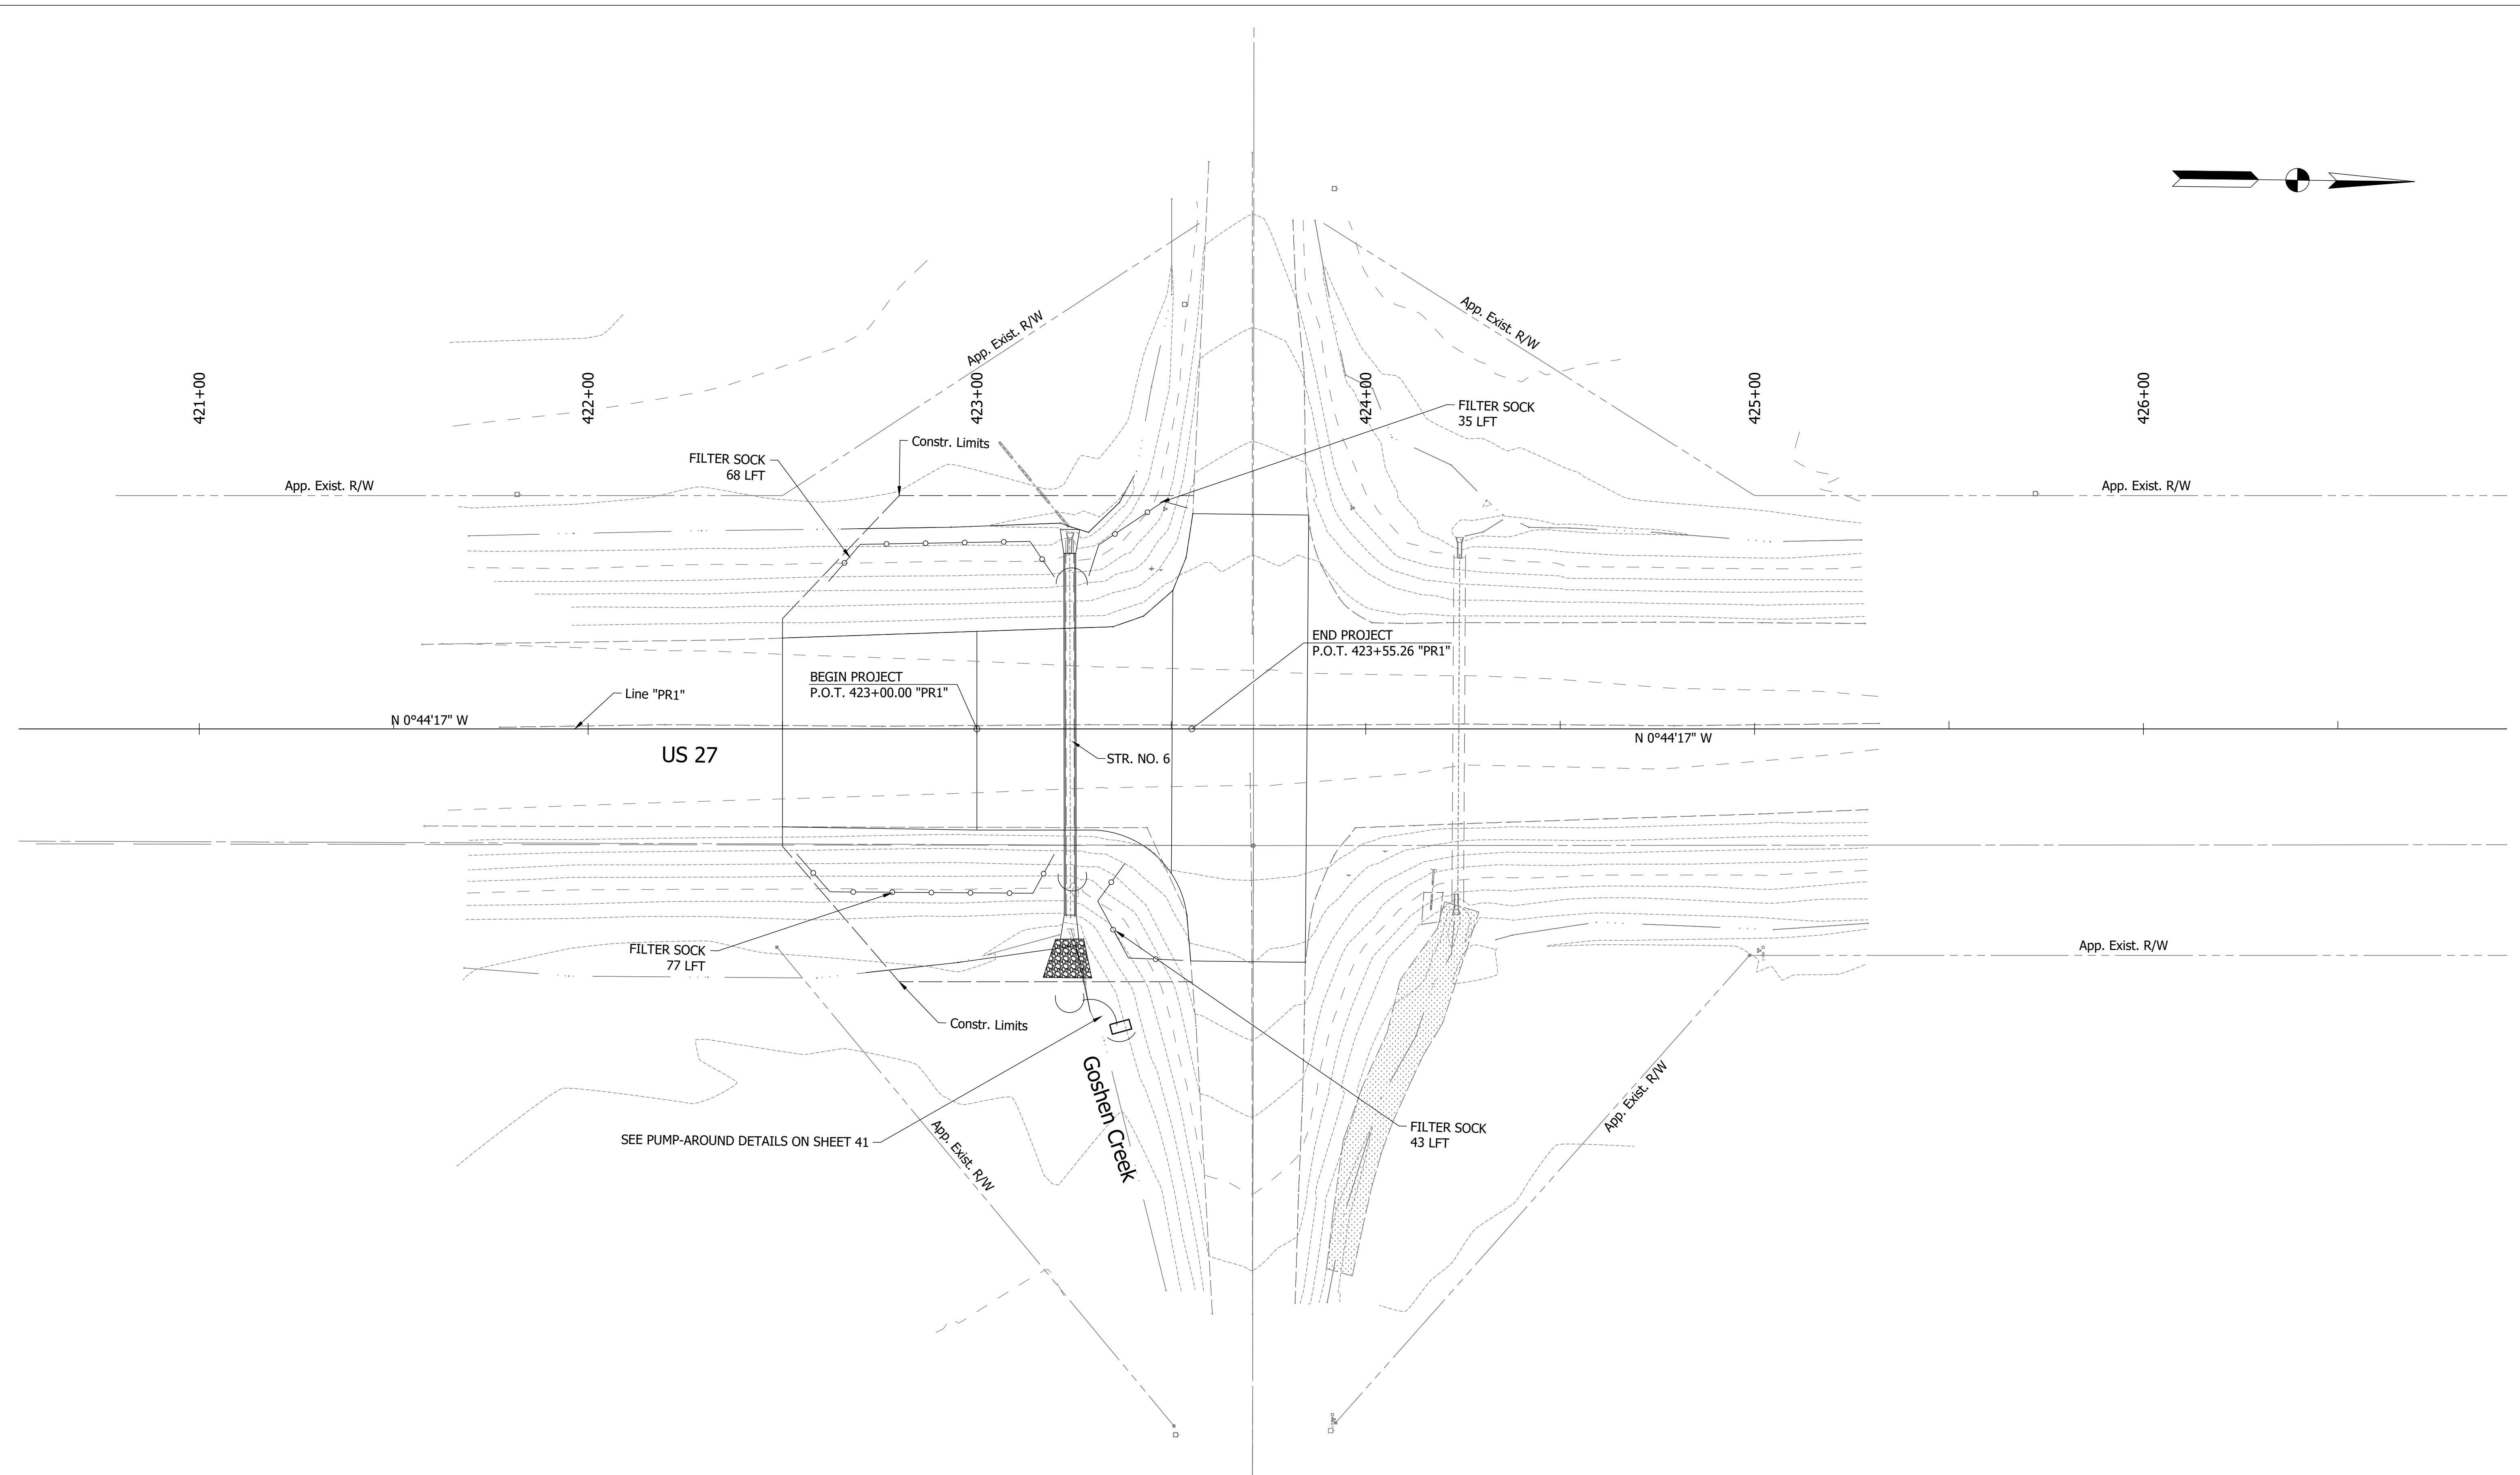 App. Exist. R/W
App. Exist. R/W
421+00
422+00
423+00
424+00
425+00
426+00
FILTER SOCK
35 LFT
Constr. Limits
FILTER SOCK
68 LFT
App. Exist. R/W
App. Exist. R/W
END PROJECT
P.O.T. 423+55.26 "PR1"
BEGIN PROJECT
P.O.T. 423+00.00 "PR1"
Line "PR1"
N 0°44'17" W
N 0°44'17" W
US 27
STR. NO. 6
FILTER SOCK
77 LFT
App. Exist. R/W
Constr. Limits
Goshen Creek
App. Exist. R/W
App. Exist. R/W
SEE PUMP-AROUND DETAILS ON SHEET 41
FILTER SOCK
43 LFT